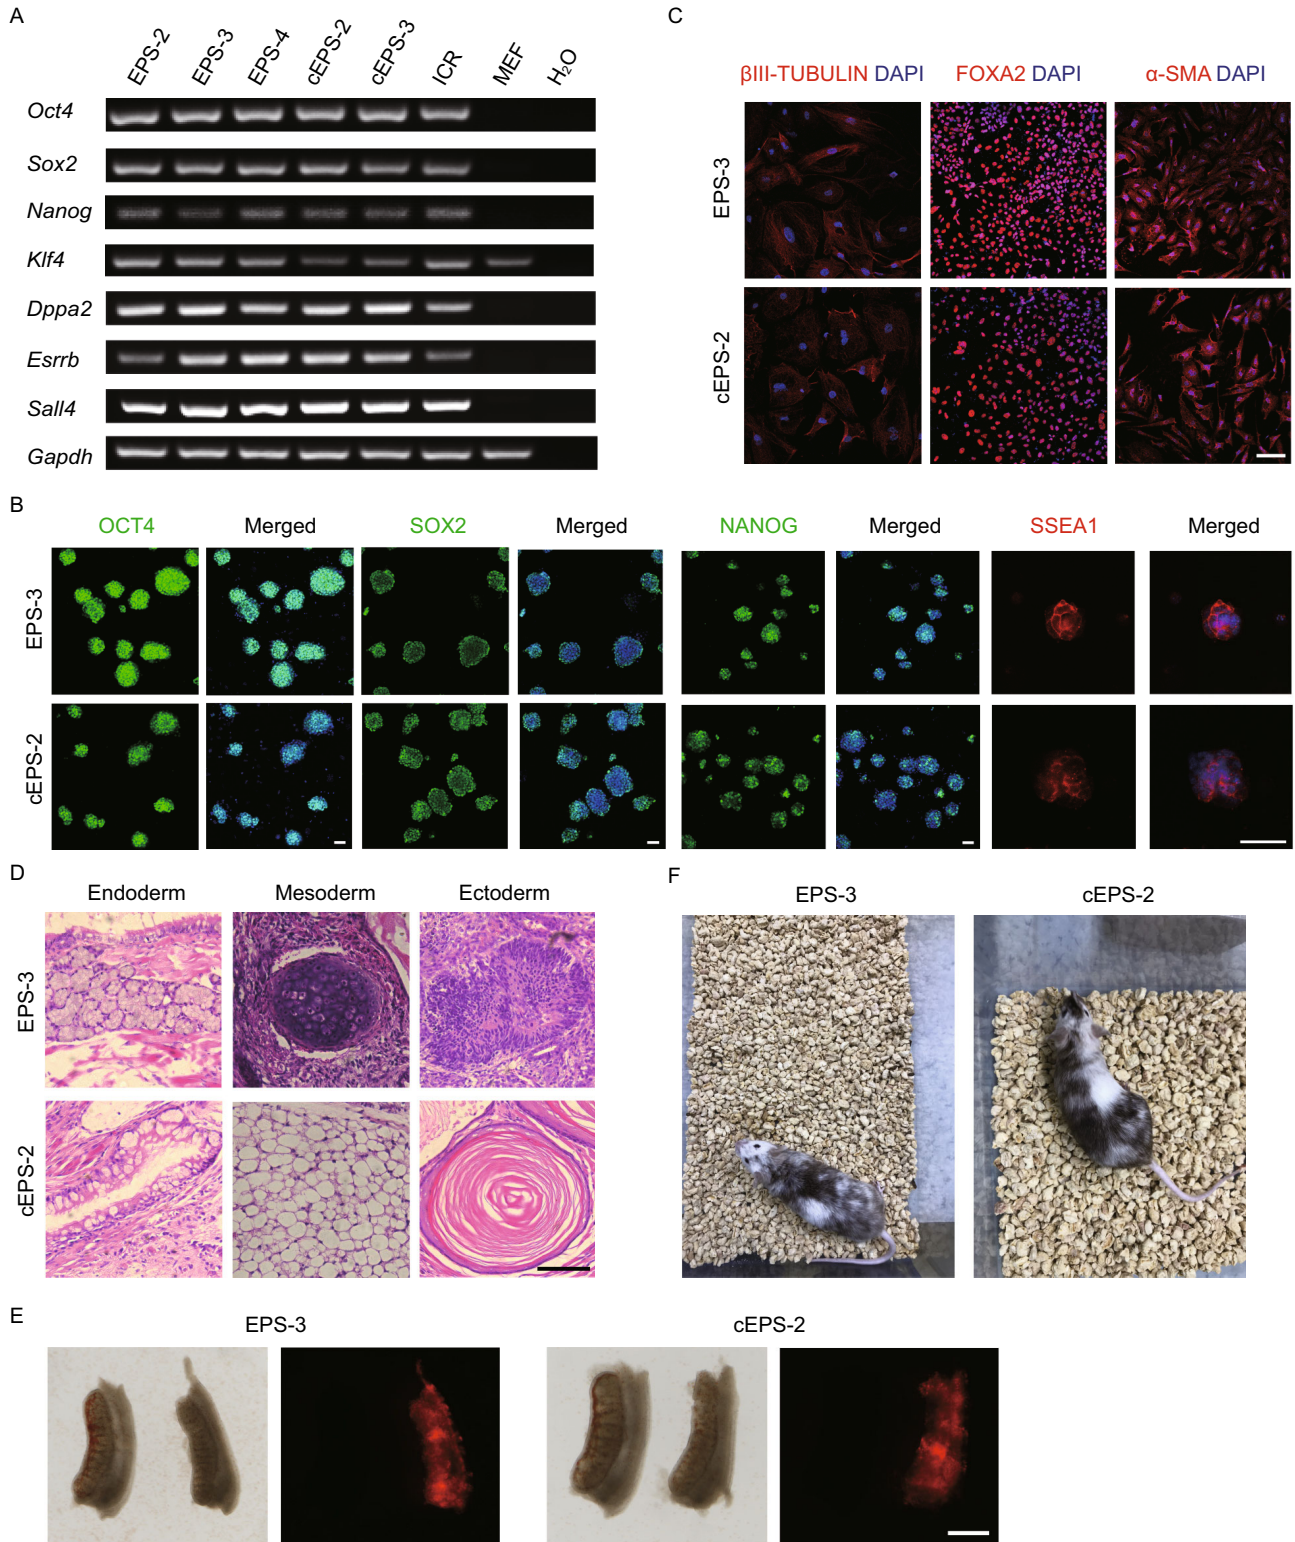 A
EPS-2 EPS-3 EPS-4 cEPS-2 cEPS-3 ICR MEF H₂O
Oct4
Sox2
Nanog
Klf4
Dppa2
Esrrb
Sall4
Gapdh
C
βIII-TUBULIN DAPI FOXA2 DAPI α-SMA DAPI
EPS-3
cEPS-2
B
OCT4 Merged SOX2 Merged NANOG Merged SSEA1 Merged
EPS-3
cEPS-2
D
Endoderm Mesoderm Ectoderm
EPS-3
cEPS-2
F
EPS-3 cEPS-2
E
EPS-3 cEPS-2